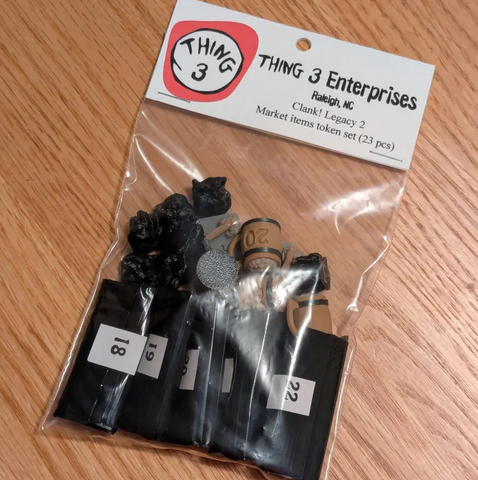 THING
3
THING 3 Enterprises
Raleigh, NC
Clank! Legacy 2
Market items token set (23 pcs)
20
18
19
22